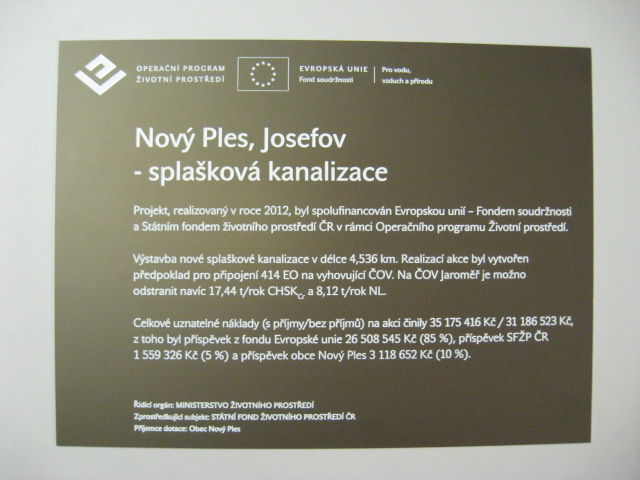 OPERAČNÍ PROGRAM
ŽIVOTNÍ PROSTŘEDÍ
EVROPSKÁ UNIE
Fond soudržnosti
Pro vodu,
vzduch a přírodu
Nový Ples, Josefov
- splašková kanalizace
Projekt, realizovaný v roce 2012, byl spolufinancován Evropskou unií – Fondem soudržnosti
a Státním fondem životního prostředí ČR v rámci Operačního programu Životní prostředí.
Výstavba nové splaškové kanalizace v délce 4,536 km. Realizací akce byl vytvořen
předpoklad pro připojení 414 EO na vyhovující ČOV. Na ČOV Jaroměř je možno
odstranit navíc 17,44 t/rok CHSKCr a 8,12 t/rok NL.
Celkové uznatelné náklady (s příjmy/bez příjmů) na akci činily 35 175 416 Kč / 31 186 523 Kč,
z toho byl příspěvek z fondu Evropské unie 26 508 545 Kč (85 %), příspěvek SFŽP ČR
1 559 326 Kč (5 %) a příspěvek obce Nový Ples 3 118 652 Kč (10 %).
Řídící orgán: MINISTERSTVO ŽIVOTNÍHO PROSTŘEDÍ
Zprostředkující subjekt: STÁTNÍ FOND ŽIVOTNÍHO PROSTŘEDÍ ČR
Příjemce dotace: Obec Nový Ples